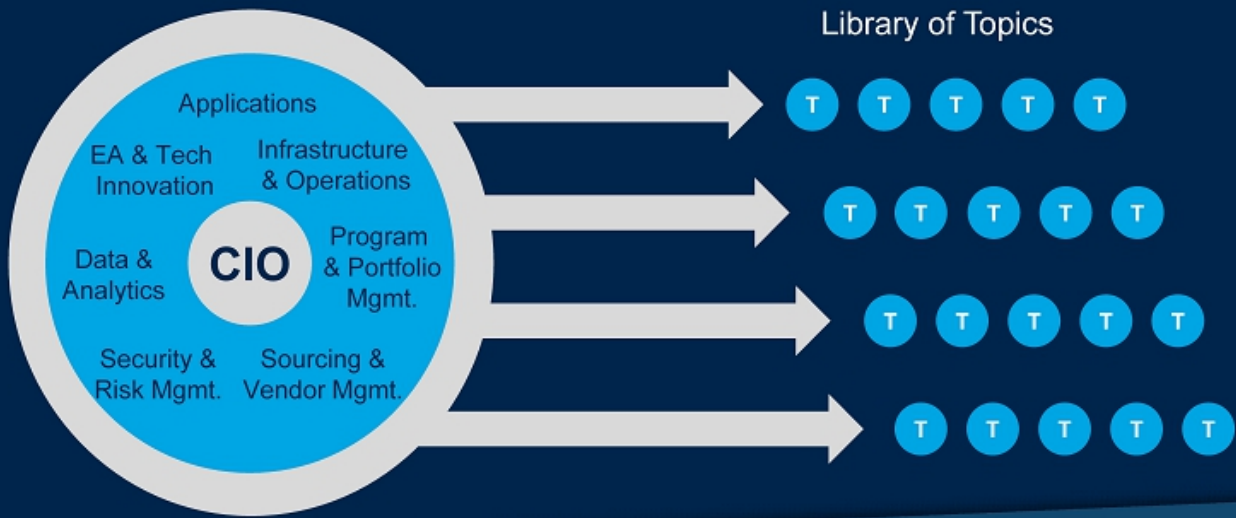 Library of Topics
Applications
EA & Tech
Innovation
Infrastructure
& Operations
CIO
Data &
Analytics
Program
& Portfolio
Mgmt.
Security &
Risk Mgmt.
Sourcing &
Vendor Mgmt.
T T T T T
T T T T T
T T T T T
T T T T T